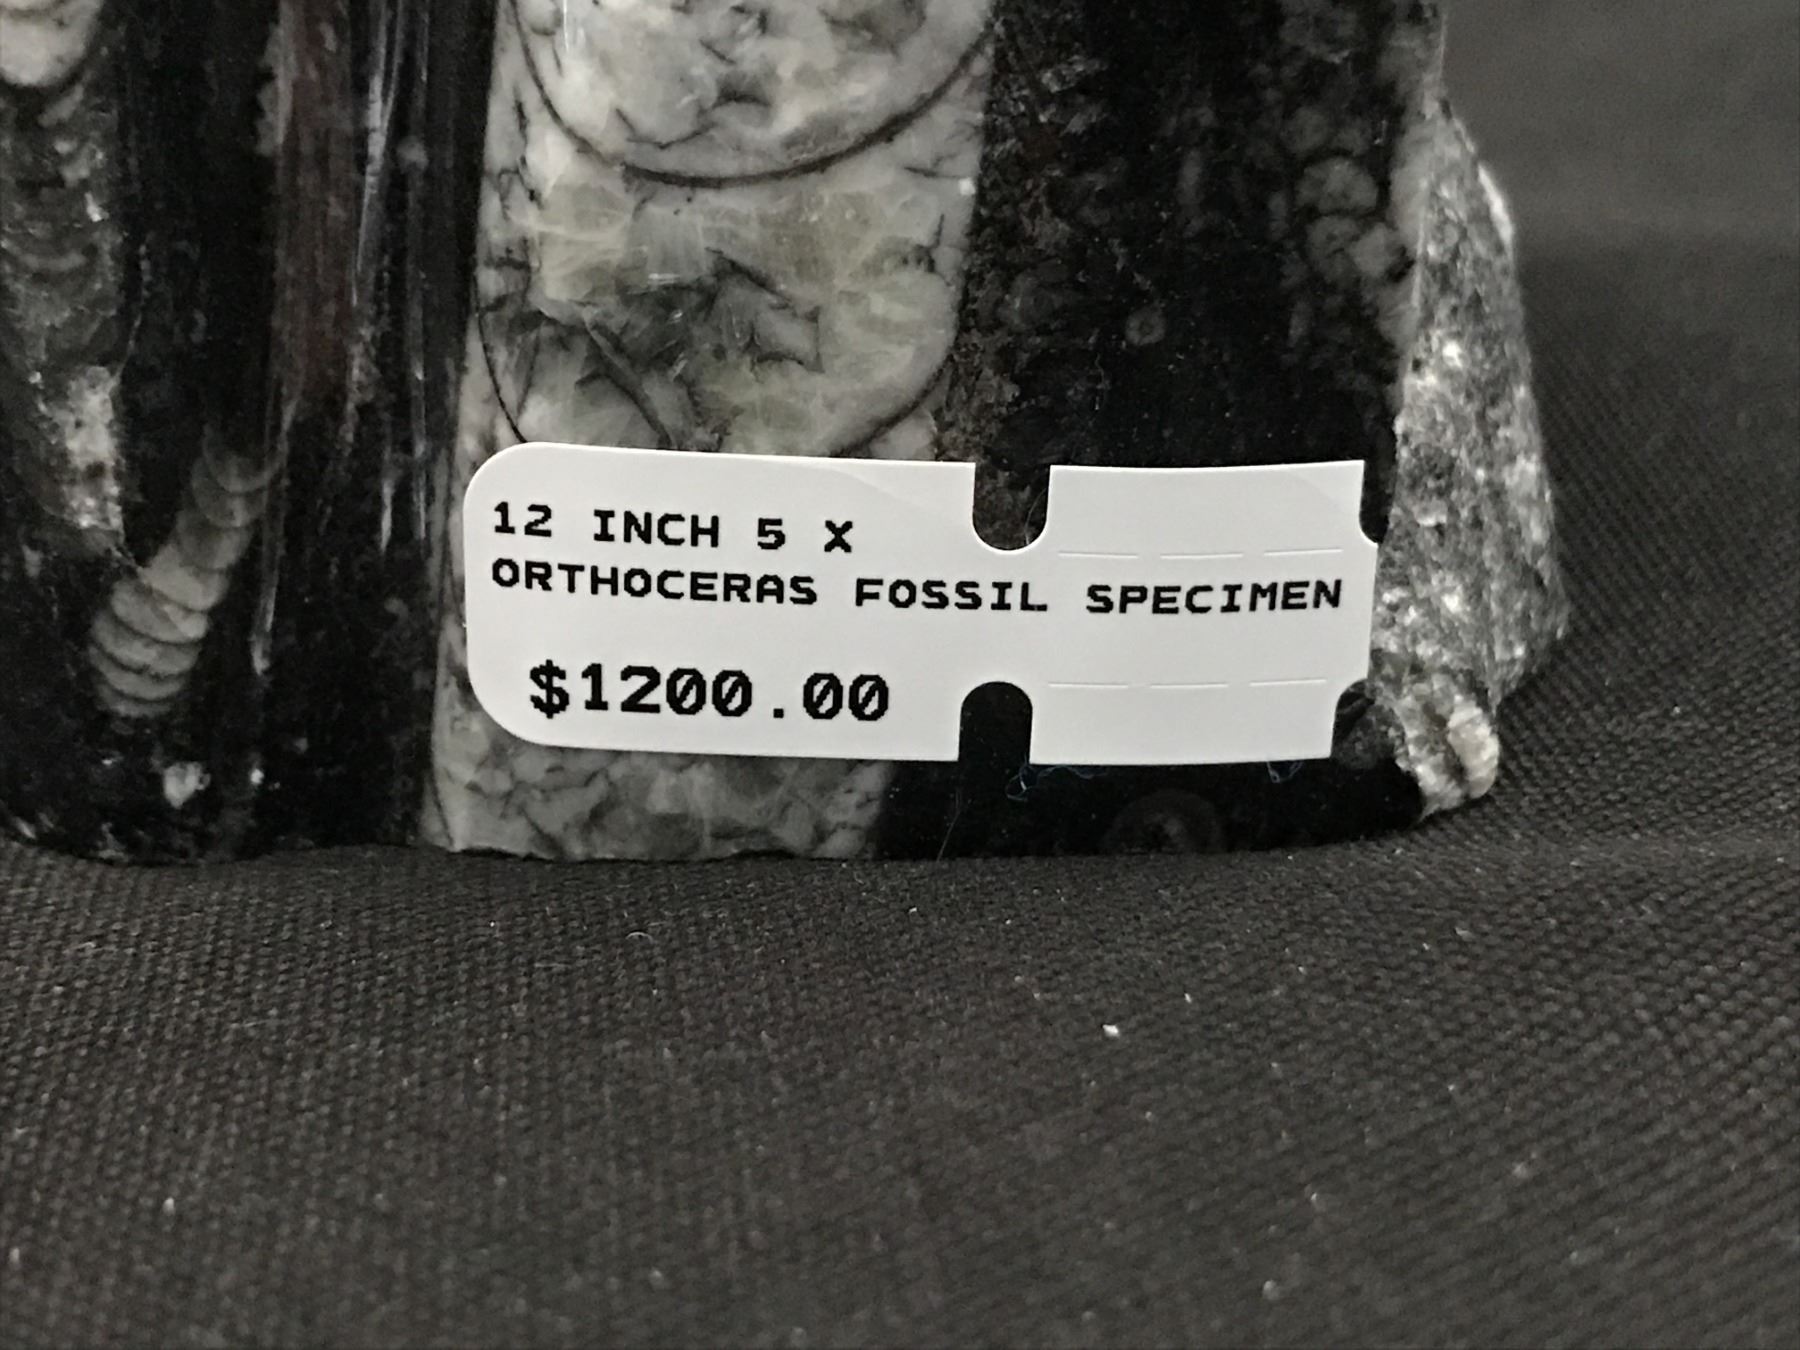 12 INCH 5 X
ORTHOCERAS FOSSIL SPECIMEN
$1200.00